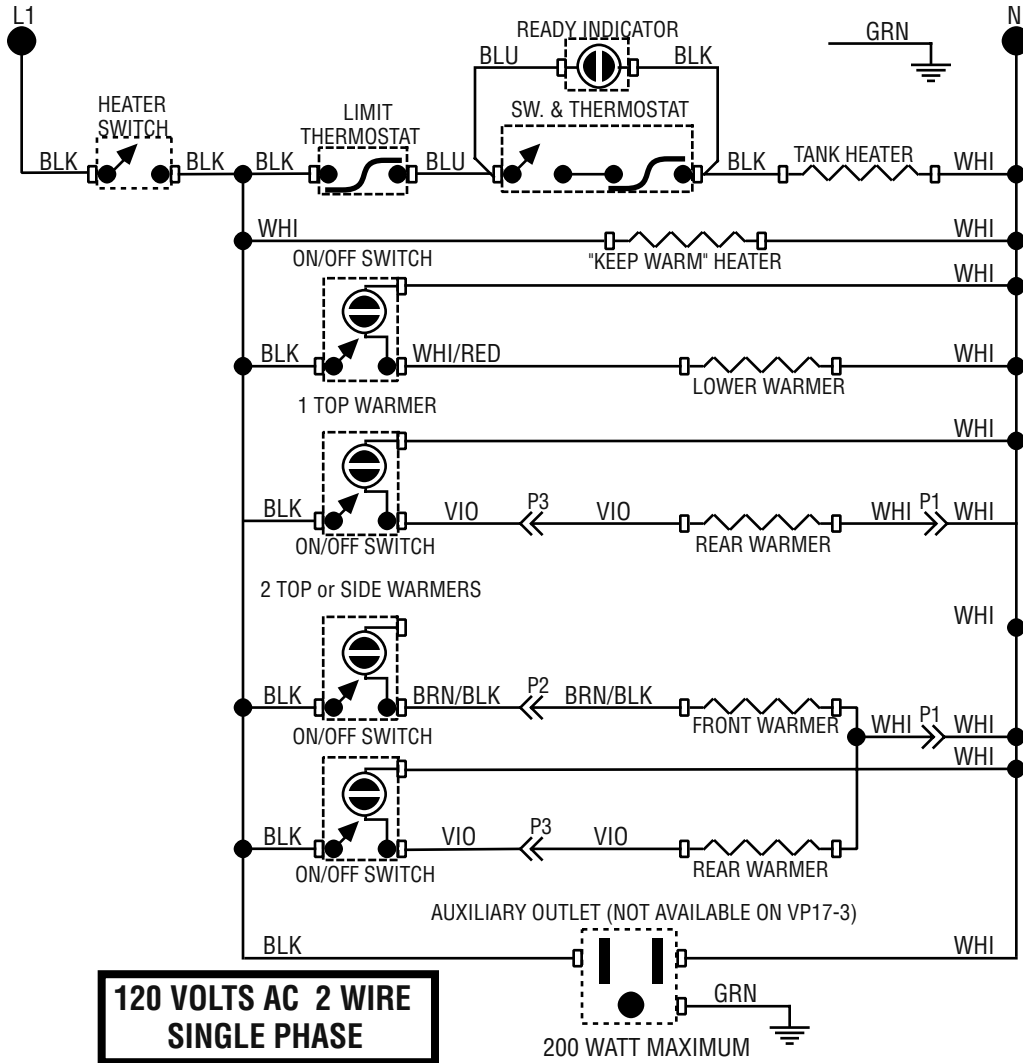 L1
N
READY INDICATOR
GRN
BLU
BLK
HEATER
SWITCH
LIMIT
THERMOSTAT
SW. & THERMOSTAT
BLK
BLK
BLK
BLU
BLK
TANK HEATER
WHI
WHI
WHI
ON/OFF SWITCH
"KEEP WARM" HEATER
WHI
BLK
WHI/RED
WHI
LOWER WARMER
1 TOP WARMER
WHI
BLK
VIO
P3
VIO
WHI
P1
WHI
ON/OFF SWITCH
REAR WARMER
2 TOP or SIDE WARMERS
WHI
BLK
BRN/BLK
P2
BRN/BLK
FRONT WARMER
WHI
P1
WHI
ON/OFF SWITCH
WHI
BLK
VIO
P3
VIO
REAR WARMER
ON/OFF SWITCH
AUXILIARY OUTLET (NOT AVAILABLE ON VP17-3)
BLK
WHI
GRN
120 VOLTS AC 2 WIRE
SINGLE PHASE
200 WATT MAXIMUM